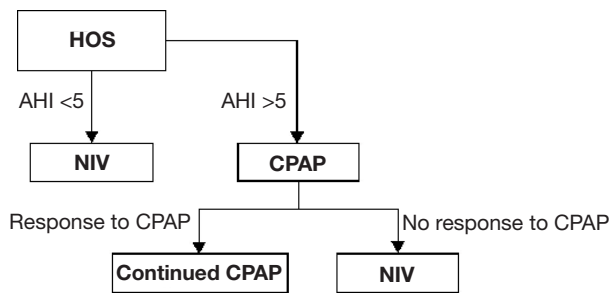 HOS
AHI <5
AHI >5
NIV
CPAP
Response to CPAP
No response to CPAP
Continued CPAP
NIV